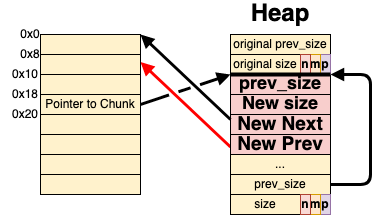 Heap
0x0
0x8
0x10
0x18
0x20
Pointer to Chunk
original prev_size
original size n m p
prev_size
New size
New Next
New Prev
...
prev_size
size n m p